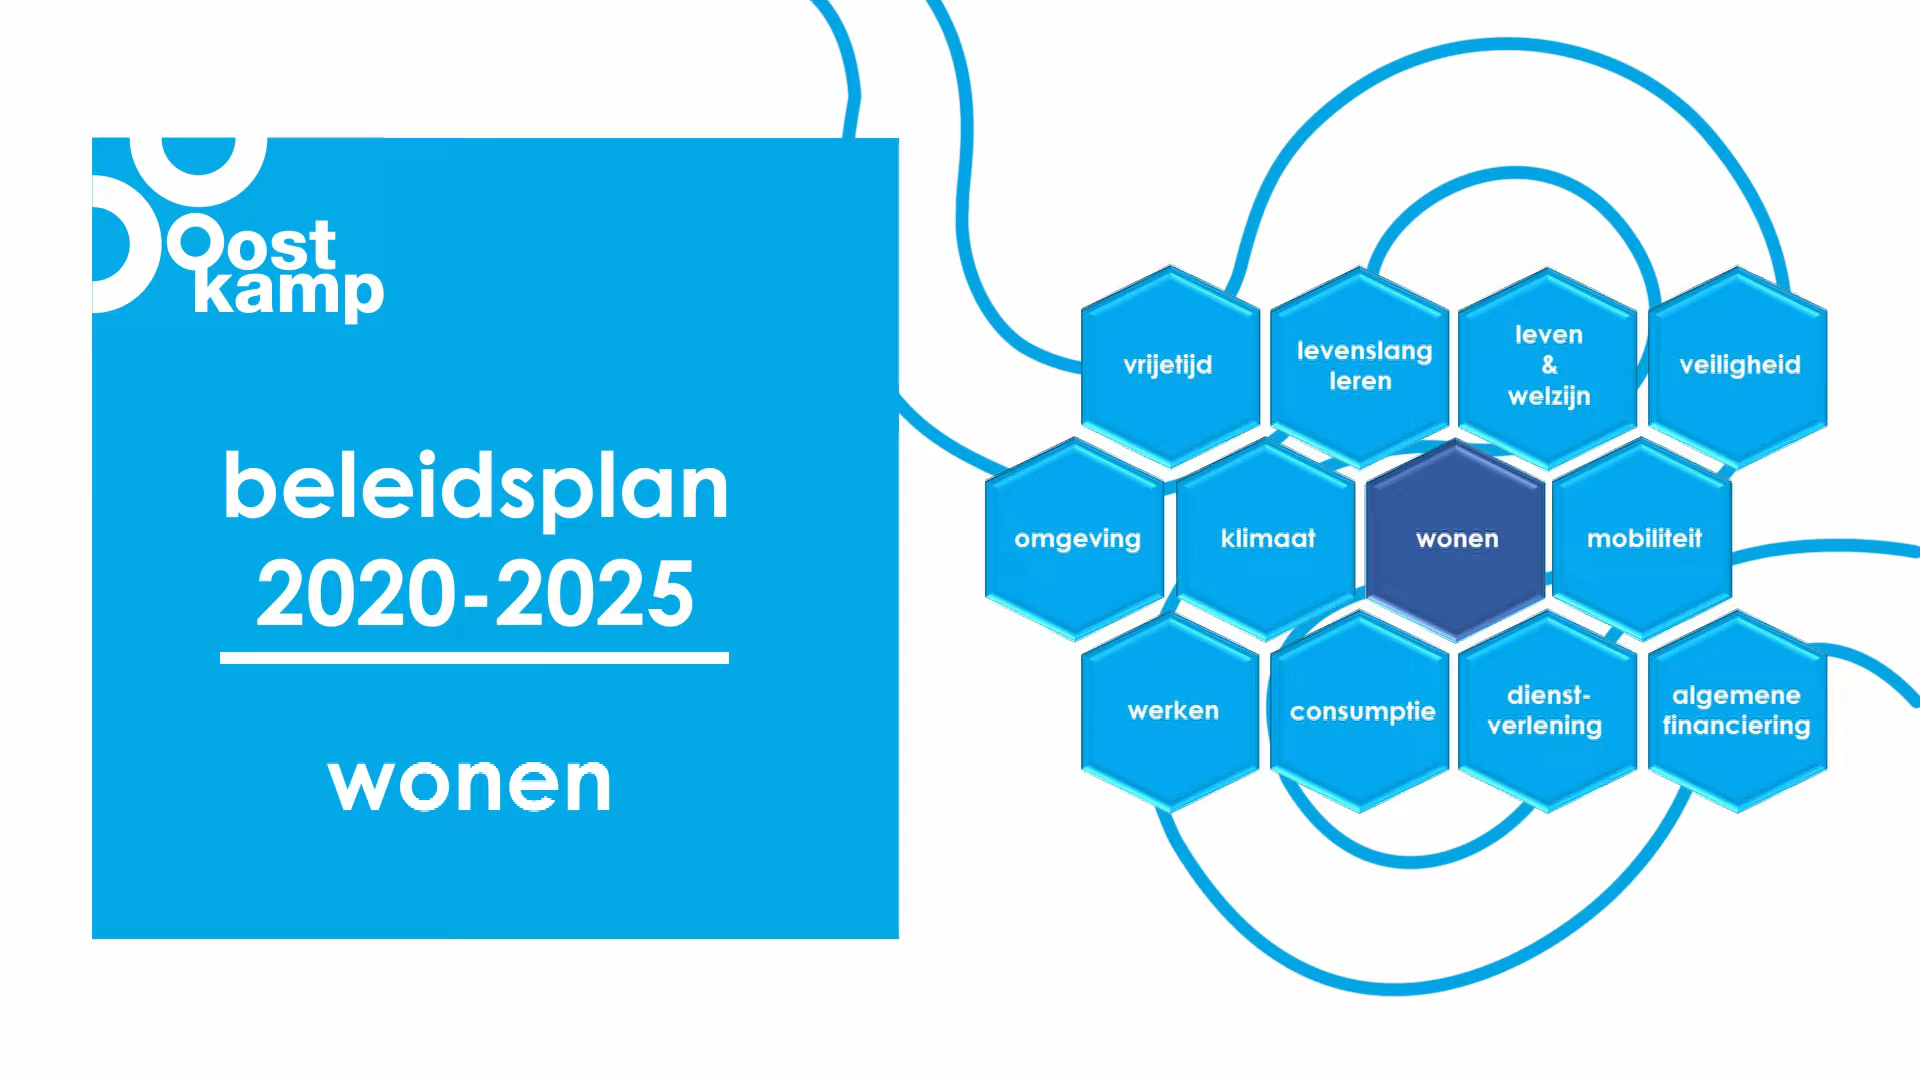 Oost
kamp
beleidsplan
2020-2025
wonen
vrijetijd
levenslang
leren
leven
&
welzijn
veiligheid
omgeving
klimaat
wonen
mobiliteit
werken
consumptie
dienst-
verlening
algemene
financiering